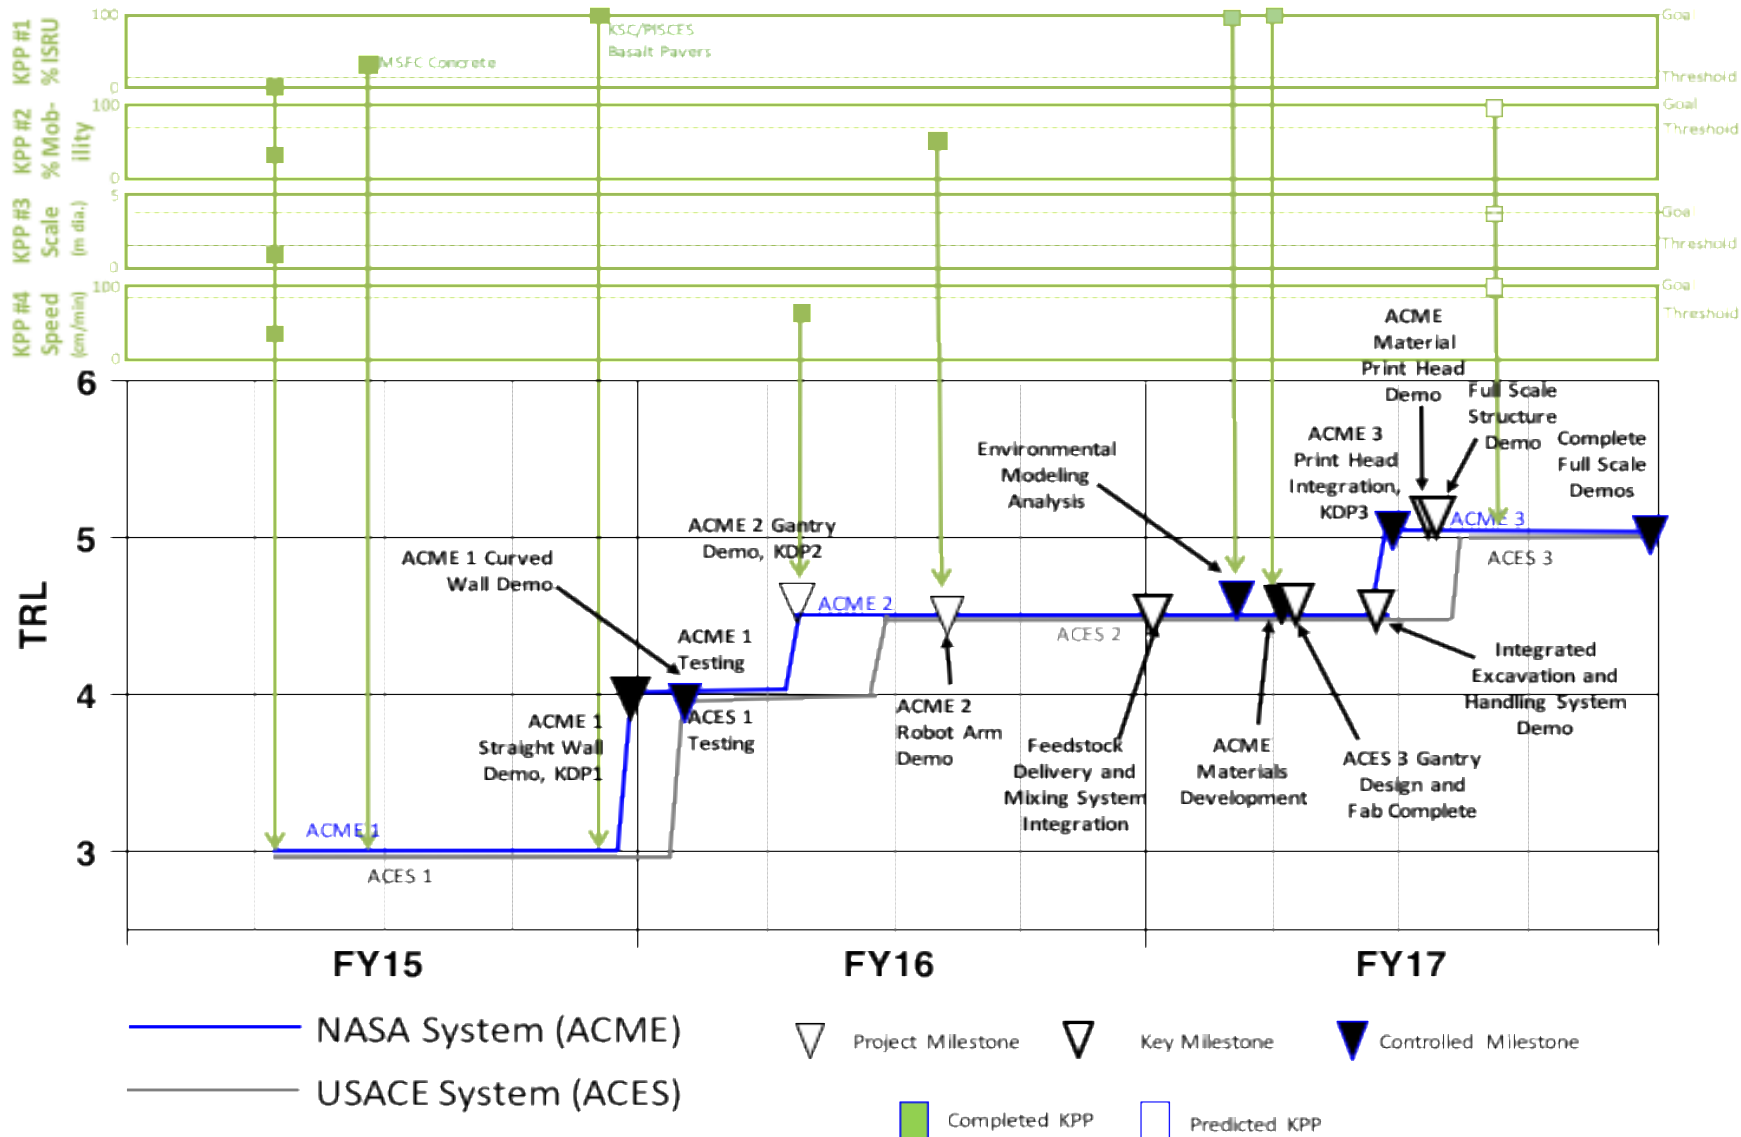 KPP #1
% ISRU
100
0
KSC/PISCES
Basalt Pavers
MSFC Concrete
Goa
Threshold
KPP #2
% Mob-
ility
100
0
Goal
Threshold
KPP #3
Scale
(m dia.)
5
0
Goa
Threshold
KPP #4
Speed
(cm/min)
100
0
Goa
Threshold
TRL
6
5
4
3
ACME
Material
Print Head
Demo
Full Scale
Structure
Demo
Complete
Full Scale
Demos
ACME 3
Print Head
Integration,
KDP3
Environmental
Modeling
Analysis
ACME 2 Gantry
Demo, KDP2
ACME 1 Curved
Wall Demo
ACME 3
ACES 3
ACME 2
ACES 2
ACME 1
Testing
ACES 1
Testing
ACME 1
Straight Wall
Demo, KDP1
ACME 2
Robot Arm
Demo
Feedstock
Delivery and
Mixing System
Integration
ACME
Materials
Development
ACES 3 Gantry
Design and
Fab Complete
Integrated
Excavation and
Handling System
Demo
ACME 1
ACES 1
FY15
FY16
FY17
NASA System (ACME)
USACE System (ACES)
Project Milestone
Key Milestone
Controlled Milestone
Completed KPP
Predicted KPP